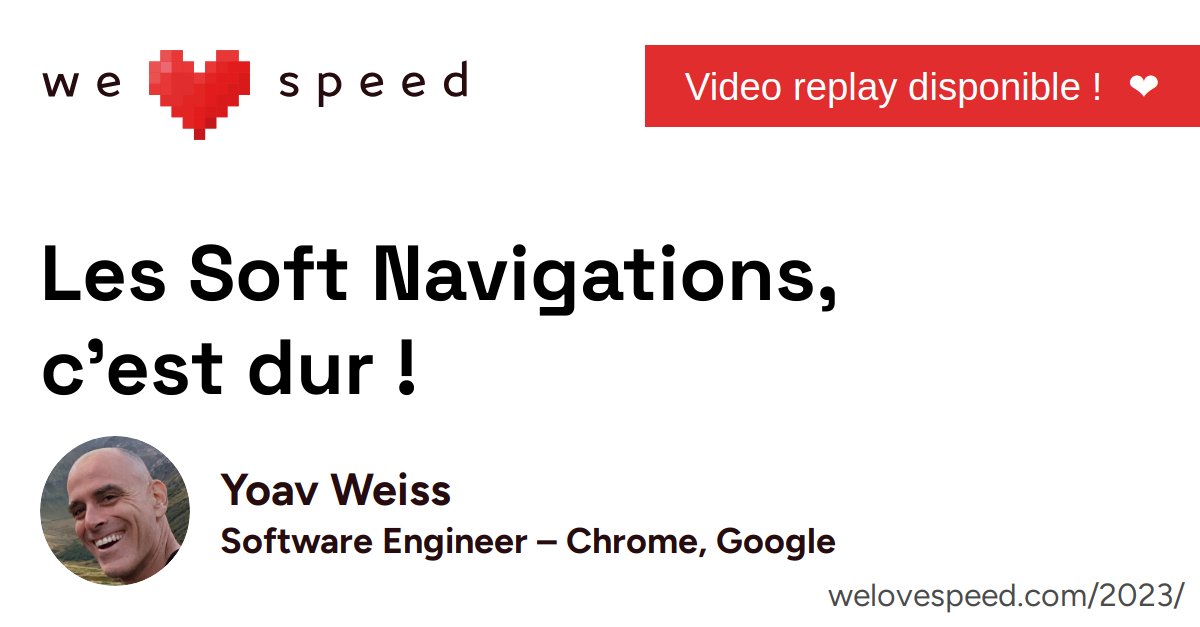 we ❤ speed
Video replay disponible ! ❤
Les Soft Navigations,
c’est dur !
Yoav Weiss
Software Engineer – Chrome, Google
welovespeed.com/2023/